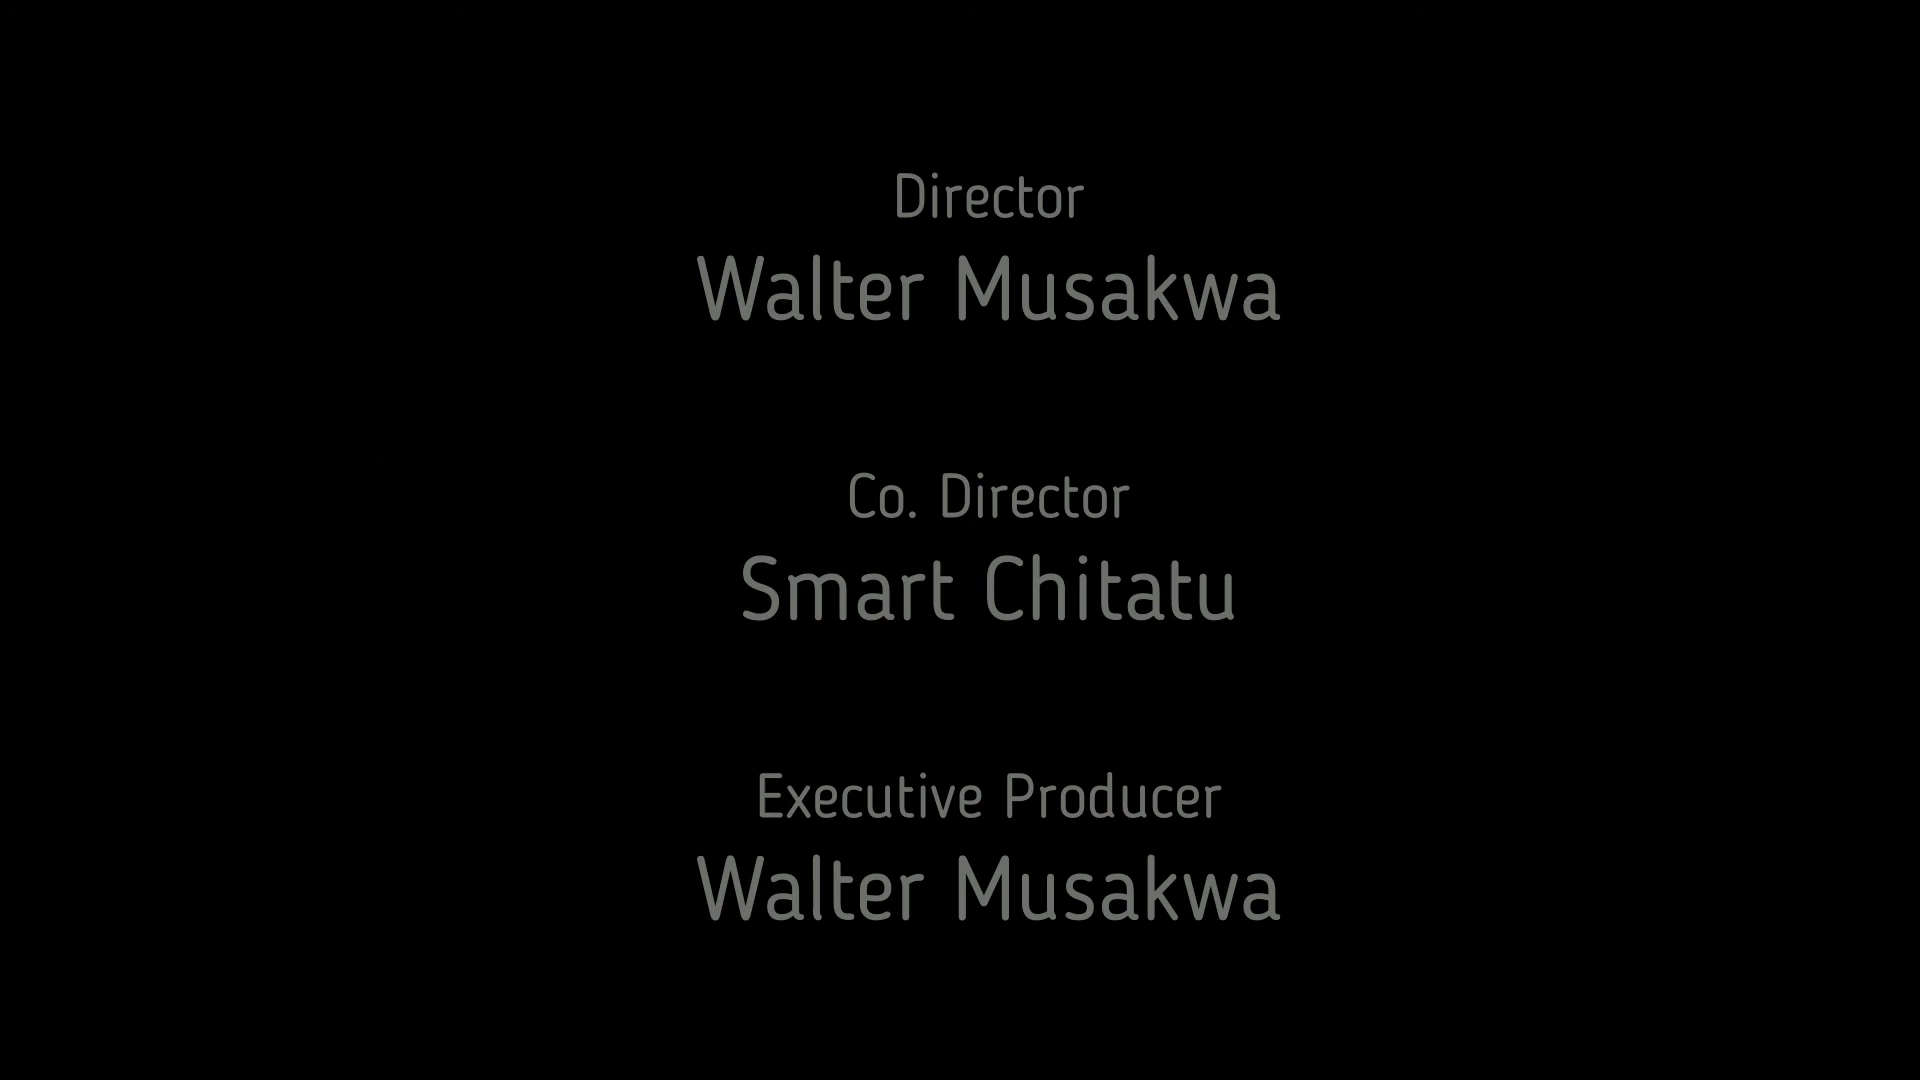 Director
Walter Musakwa
Co. Director
Smart Chitatu
Executive Producer
Walter Musakwa